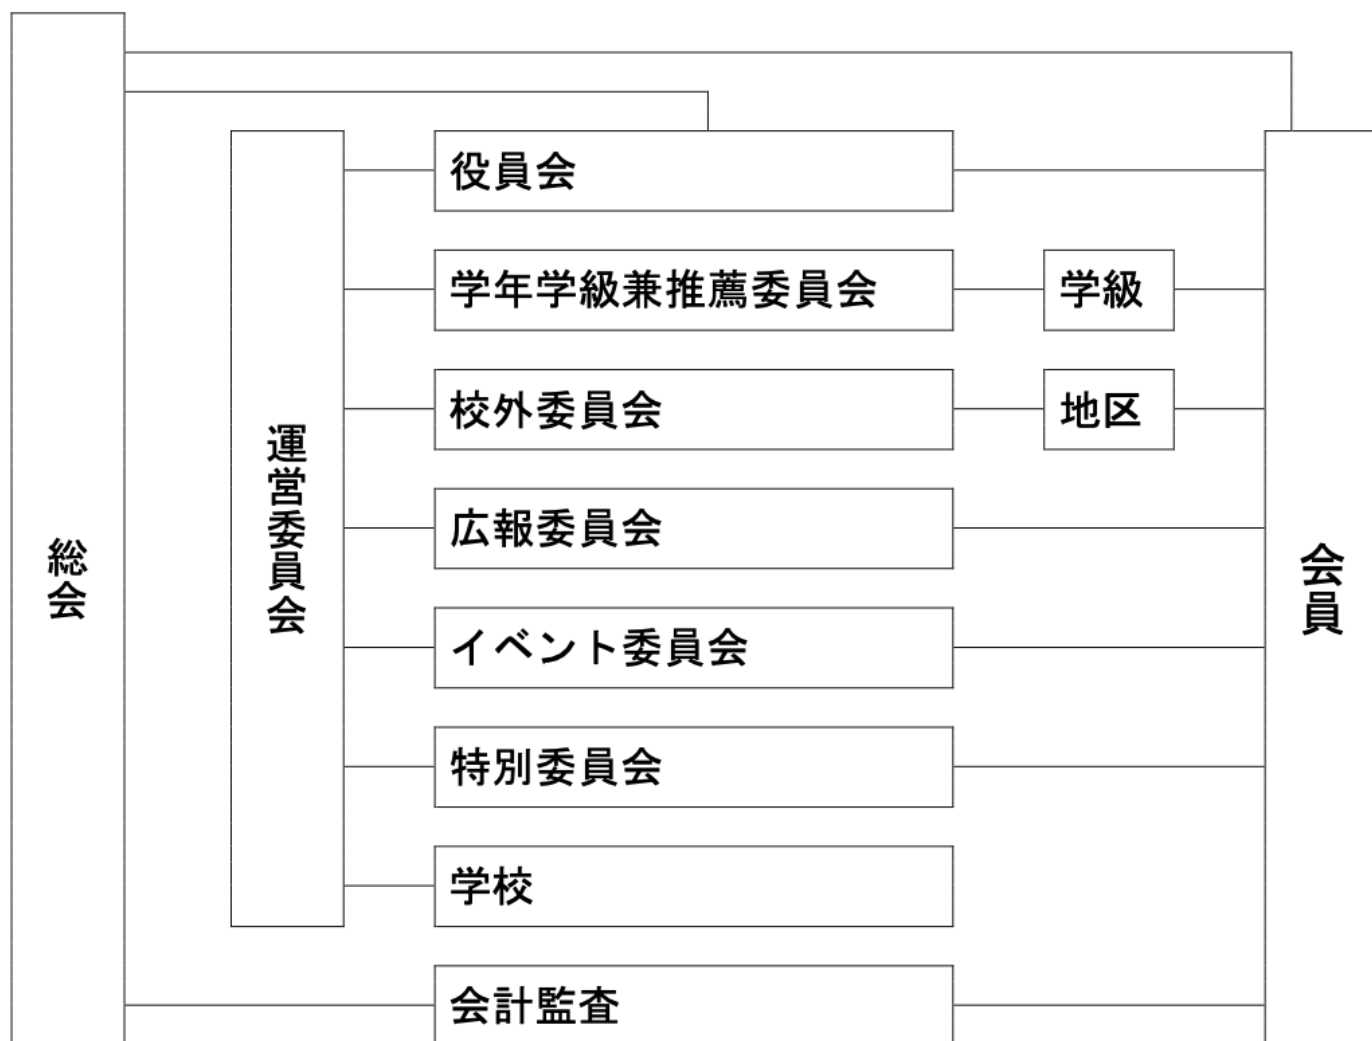 総会
運営委員会
役員会
学年学級兼推薦委員会
学級
校外委員会
地区
広報委員会
イベント委員会
特別委員会
学校
会計監査
会員